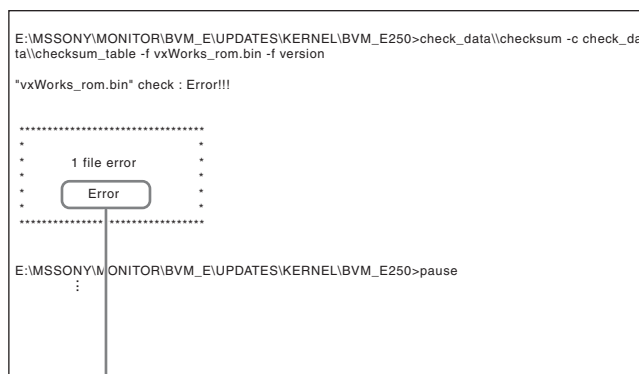 E:\MSSONY\MONITOR\BVM_E\UPDATES\KERNEL\BVM_E250>check_data\\checksum -c check_da
ta\\checksum_table -f vxWorks_rom.bin -f version
"vxWorks_rom.bin" check : Error!!!
*********************************
* *
* 1 file error *
* *
* Error *
* *
*********************************
E:\MSSONY\MONITOR\BVM_E\UPDATES\KERNEL\BVM_E250>pause
⋮